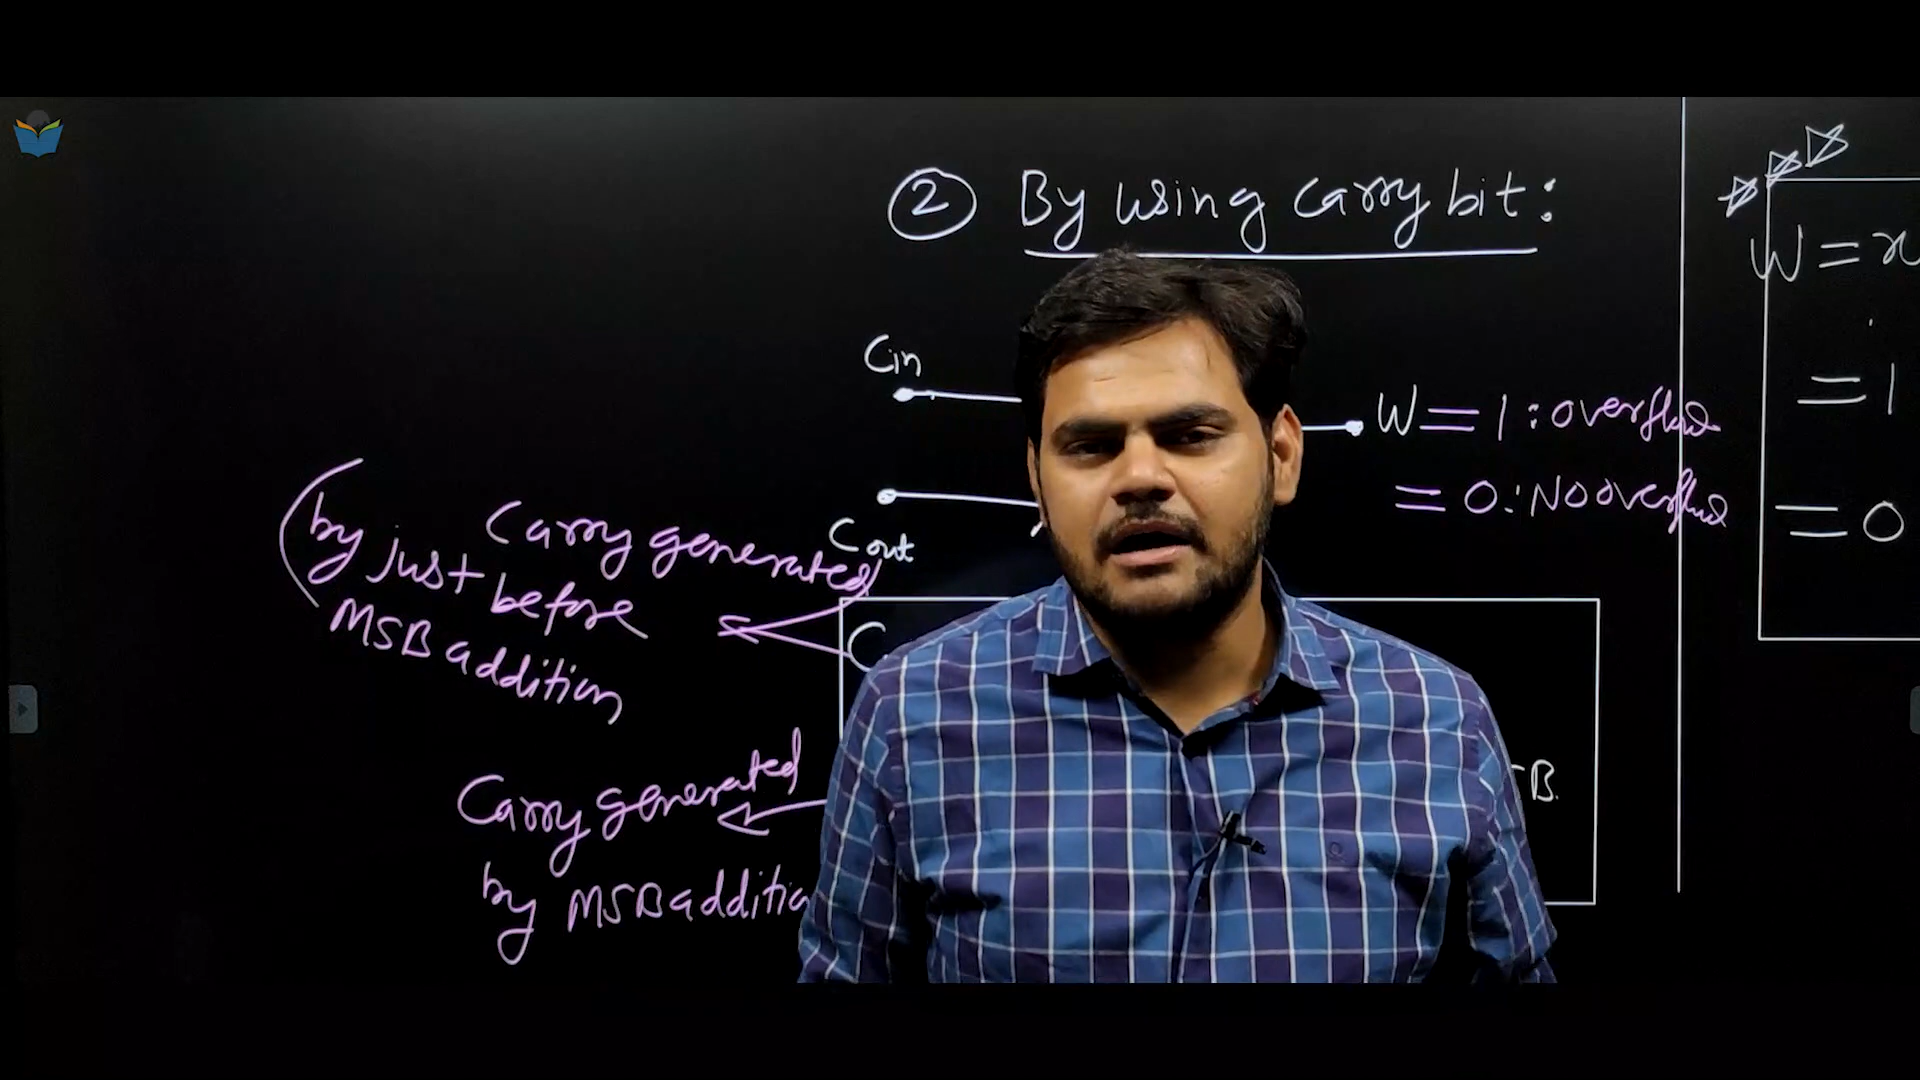 ② By using carry bit:
Cin
W = 1 : overflow
= 0 : No overflow
Cout
Carry generated
by just before
MSB addition
C
B.
Carry generated
by MSB addition
W =
= 1
= 0